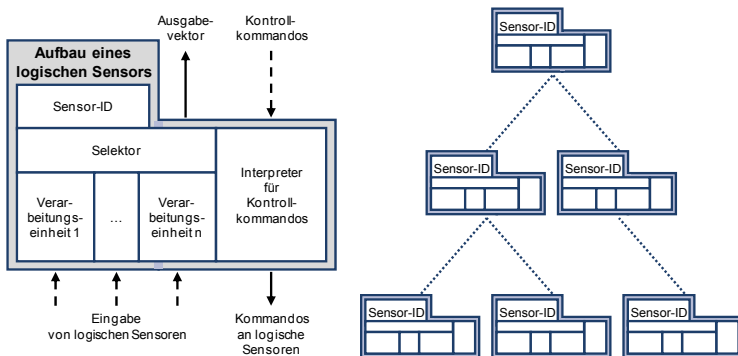 Ausgabe-
vektor
Kontroll-
kommandos
Aufbau eines
logischen Sensors
Sensor-ID
Selektor
Verar-
beitungs-
einheit 1
...
Verar-
beitungs-
einheit n
Interpreter
für
Kontroll-
kommandos
Eingabe
von logischen Sensoren
Kommandos
an logische
Sensoren
Sensor-ID
Sensor-ID
Sensor-ID
Sensor-ID
Sensor-ID
Sensor-ID